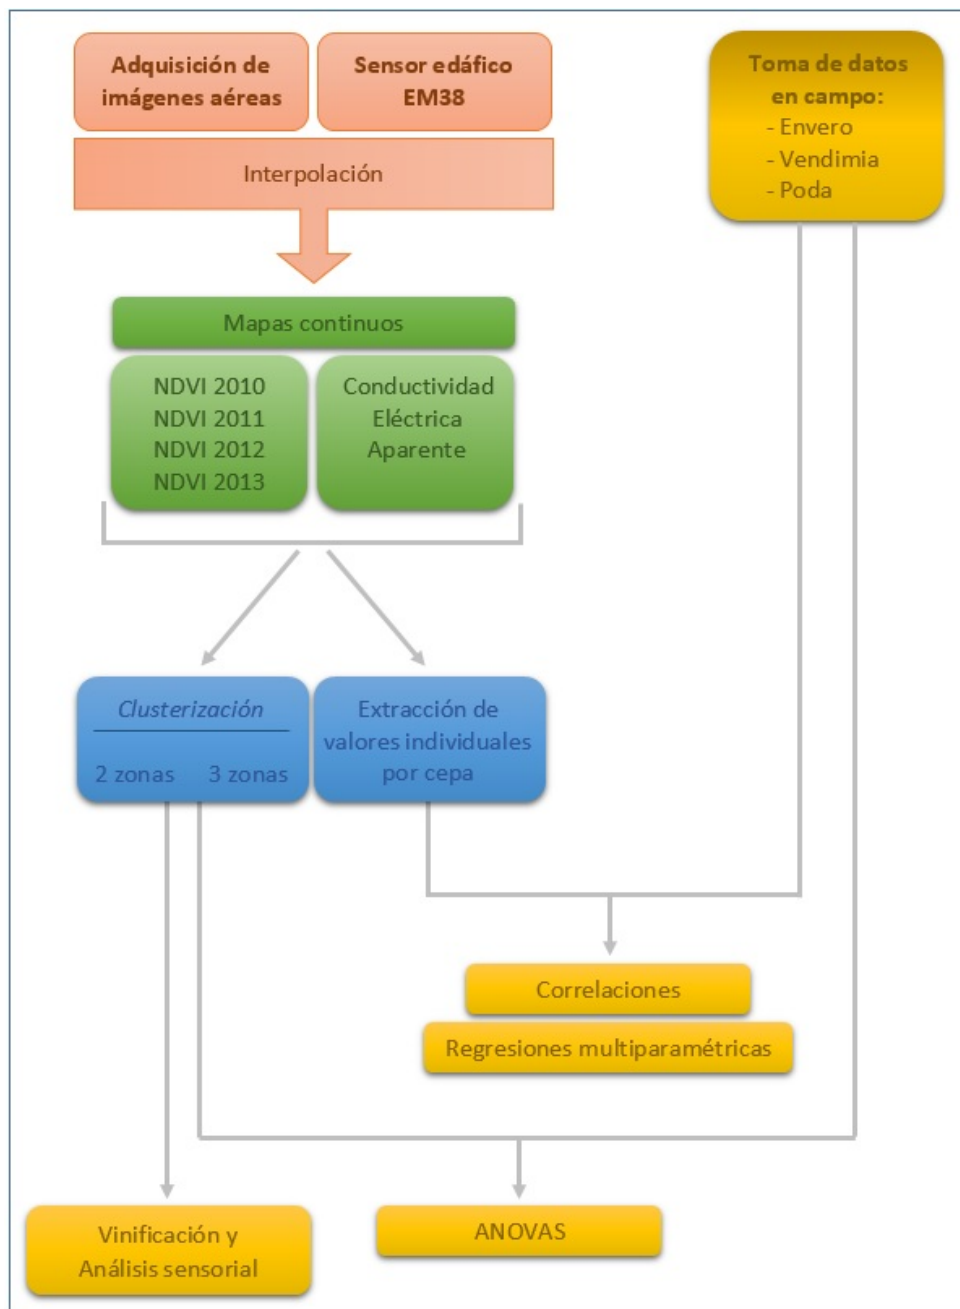 Adquisición de
imágenes aéreas
Sensor edáfico
EM38
Interpolación
Toma de datos
en campo:
- Envero
- Vendimia
- Poda
Mapas continuos
NDVI 2010
NDVI 2011
NDVI 2012
NDVI 2013
Conductividad
Eléctrica
Aparente
Clusterización
2 zonas 3 zonas
Extracción de
valores individuales
por cepa
Correlaciones
Regresiones multiparamétricas
Vinificación y
Análisis sensorial
ANOVAS